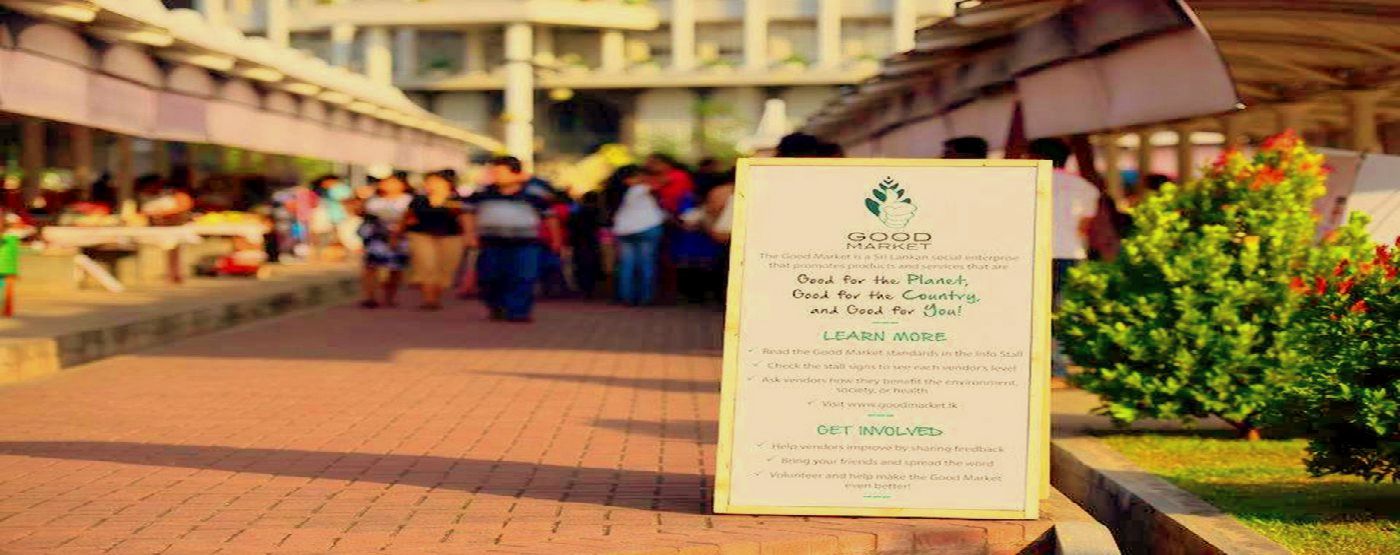 GOOD
MARKET
The Good Market is a Sri Lankan social enterprise
that promotes products and services that are
Good for the Planet,
Good for the Country,
and Good for You!
LEARN MORE
Read the Good Market standards in the Info Stall
Check the stall signs to see each vendor's level
Ask vendors how they benefit the environment,
society, or health
Visit www.goodmarket.lk
GET INVOLVED
Help vendors improve by sharing feedback
Bring your friends and spread the word
Volunteer and help make the Good Market
even better!